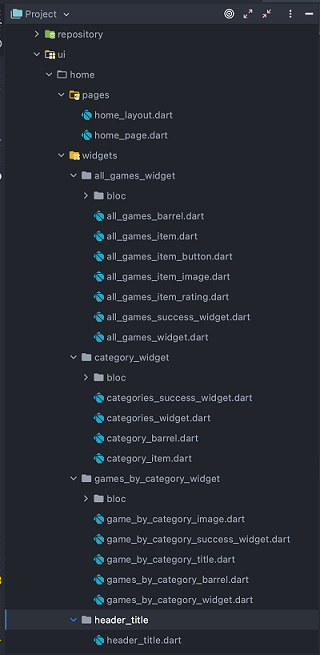 Project
repository
ui
home
pages
home_layout.dart
home_page.dart
widgets
all_games_widget
bloc
all_games_barrel.dart
all_games_item.dart
all_games_item_button.dart
all_games_item_image.dart
all_games_item_rating.dart
all_games_success_widget.dart
all_games_widget.dart
category_widget
bloc
categories_success_widget.dart
categories_widget.dart
category_barrel.dart
category_item.dart
games_by_category_widget
bloc
game_by_category_image.dart
game_by_category_success_widget.dart
game_by_category_title.dart
games_by_category_barrel.dart
games_by_category_widget.dart
header_title
header_title.dart